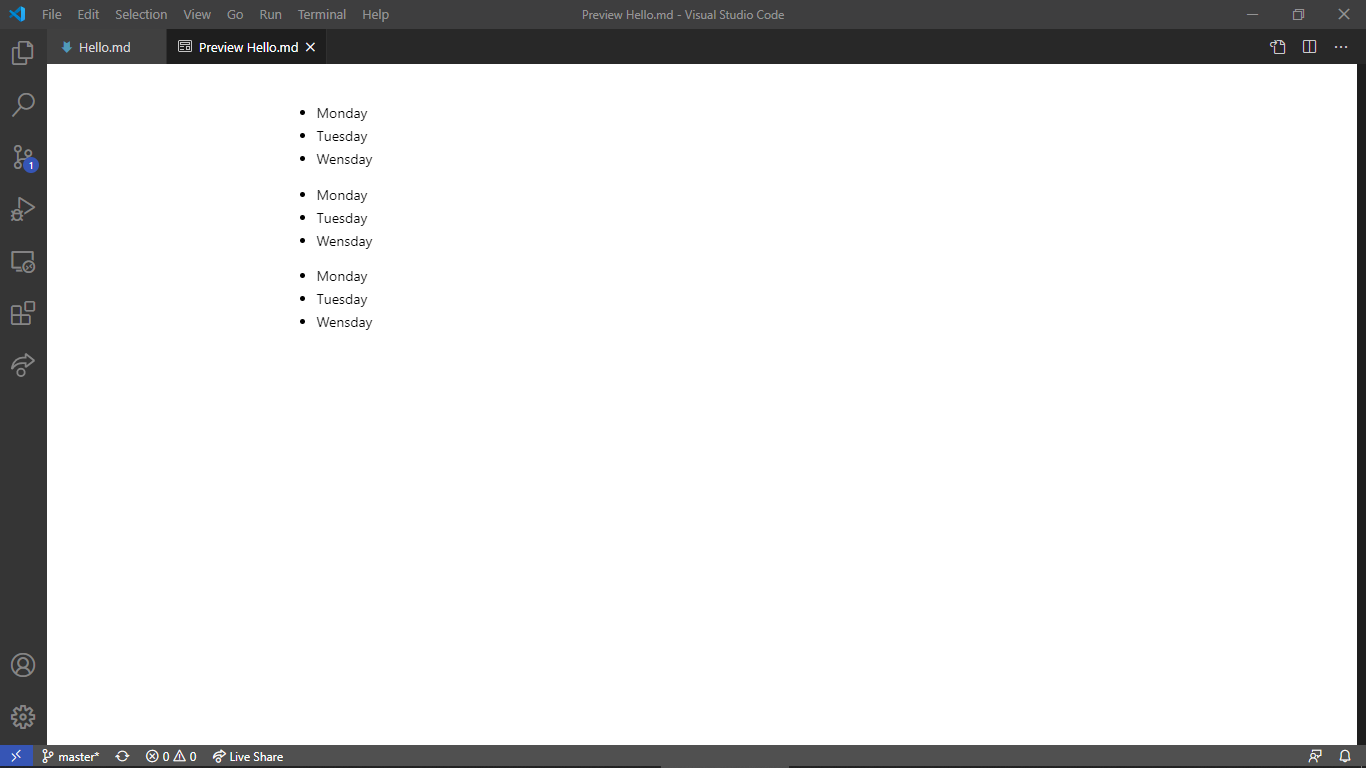 File Edit Selection View Go Run Terminal Help
Preview Hello.md - Visual Studio Code
Hello.md
Preview Hello.md
Monday
Tuesday
Wensday
Monday
Tuesday
Wensday
Monday
Tuesday
Wensday
1
master*
0 0
Live Share